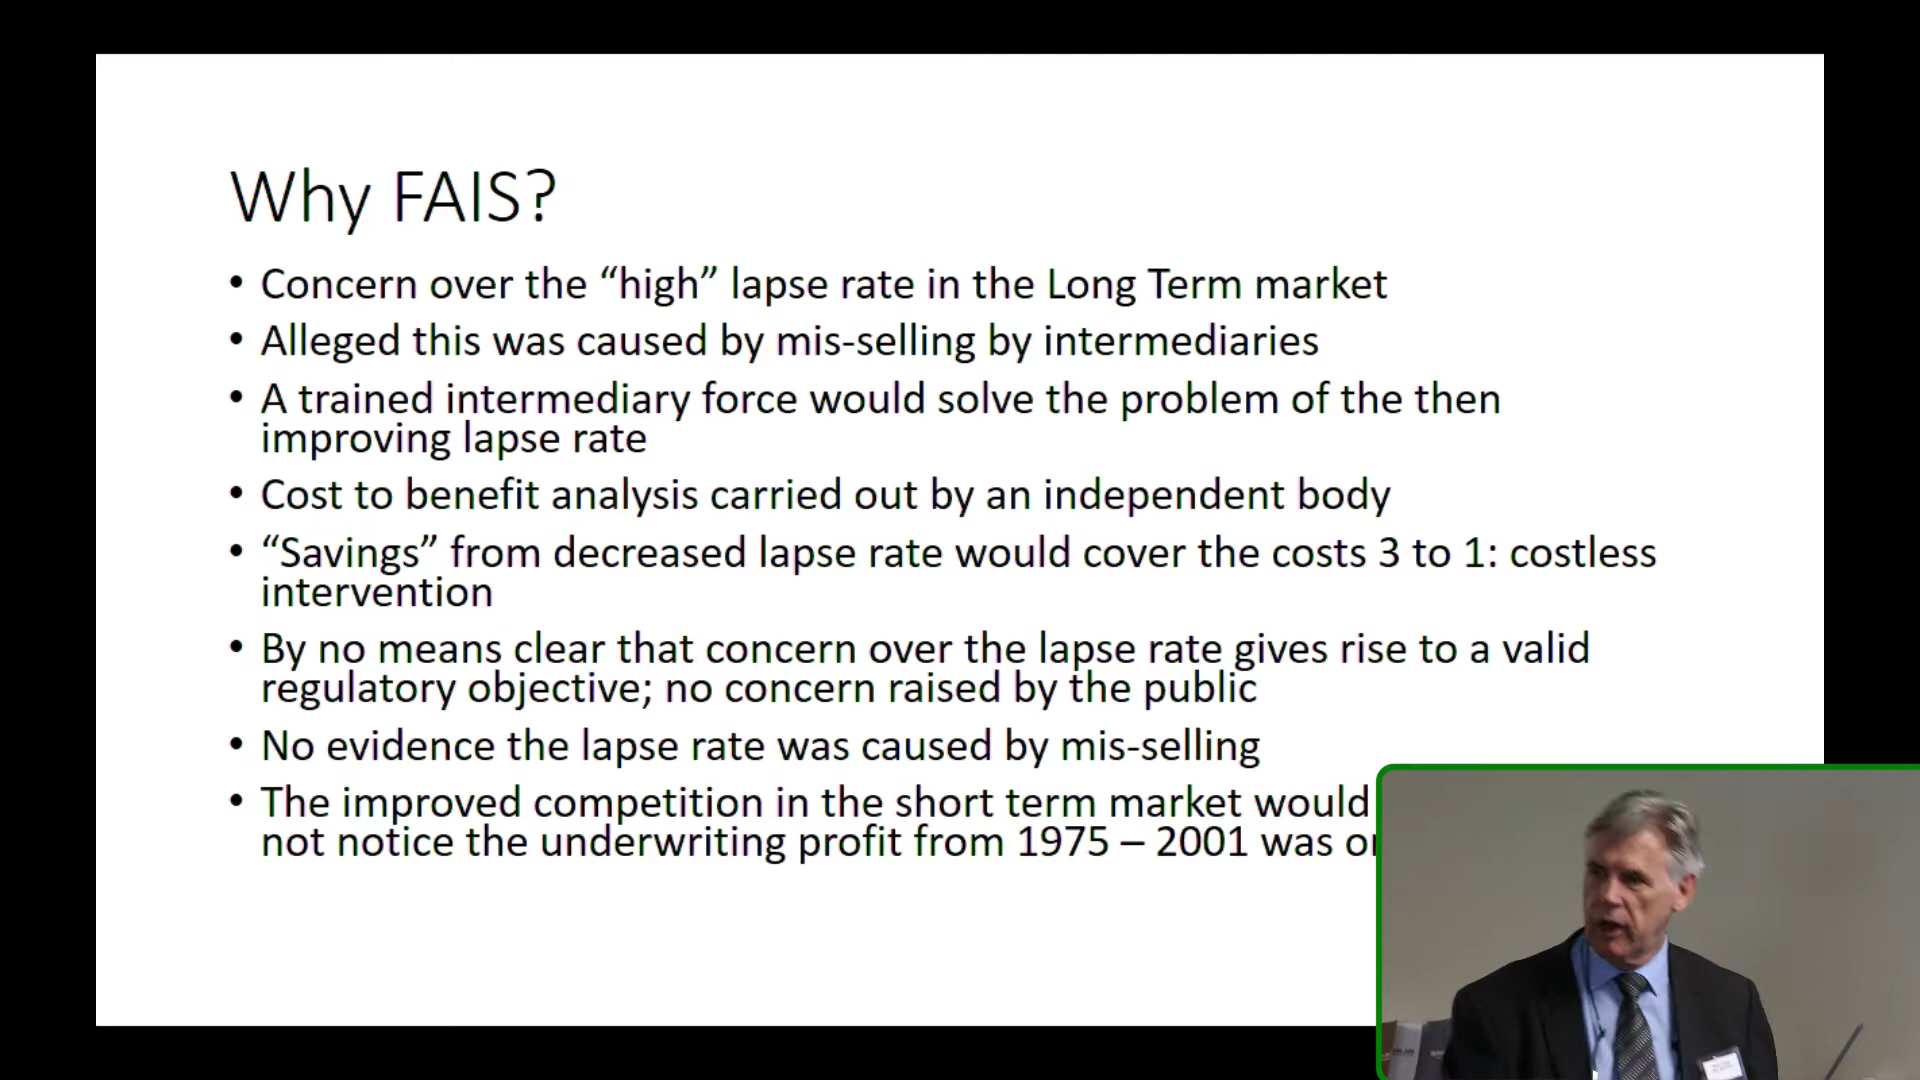 Why FAIS?
• Concern over the “high” lapse rate in the Long Term market
• Alleged this was caused by mis-selling by intermediaries
• A trained intermediary force would solve the problem of the then
improving lapse rate
• Cost to benefit analysis carried out by an independent body
• “Savings” from decreased lapse rate would cover the costs 3 to 1: costless
intervention
• By no means clear that concern over the lapse rate gives rise to a valid
regulatory objective; no concern raised by the public
• No evidence the lapse rate was caused by mis-selling
• The improved competition in the short term market would
not notice the underwriting profit from 1975 – 2001 was